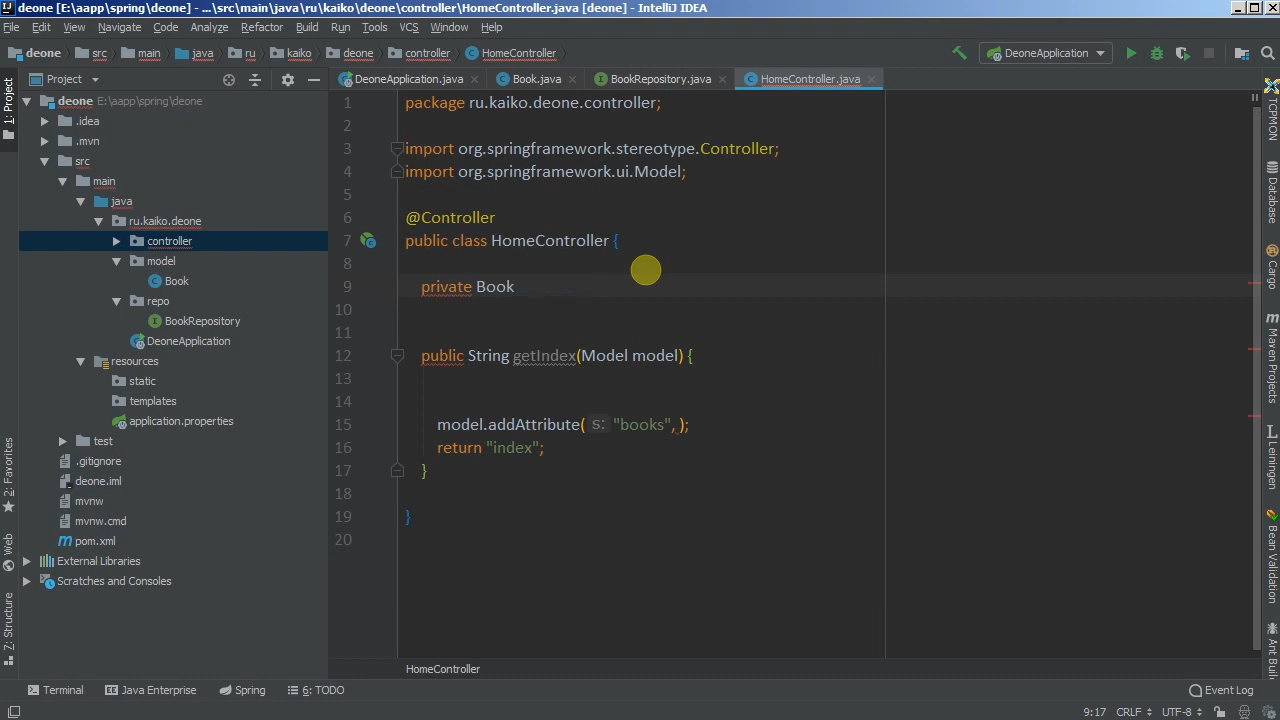 deone [E:\aapp\spring\deone] - ...\src\main\java\ru\kaiko\deone\controller\HomeController.java [deone] - IntelliJ IDEA
File Edit View Navigate Code Analyze Refactor Build Run Tools VCS Window Help
deone src main java ru kaiko deone controller HomeController DeoneApplication
Project DeoneApplication.java Book.java BookRepository.java HomeController.java
deone E:\aapp\spring\deone
.idea
.mvn
src
main
java
ru.kaiko.deone
controller
model
Book
repo
BookRepository
DeoneApplication
resources
static
templates
application.properties
test
.gitignore
deone.iml
mvnw
mvnw.cmd
pom.xml
External Libraries
Scratches and Consoles
1 package ru.kaiko.deone.controller;
2
3 import org.springframework.stereotype.Controller;
4 import org.springframework.ui.Model;
5
6 @Controller
7 public class HomeController {
8
9 private Book
10
11
12 public String getIndex(Model model) {
13
14
15 model.addAttribute( s: "books", );
16 return "index";
17 }
18
19 }
20
HomeController
1: Project
2: Favorites
Web
Z: Structure
TCPMON
Database
Cargo
Maven Projects
Leiningen
Bean Validation
Ant Build
Terminal Java Enterprise Spring 6: TODO Event Log
9:17 CRLF UTF-8